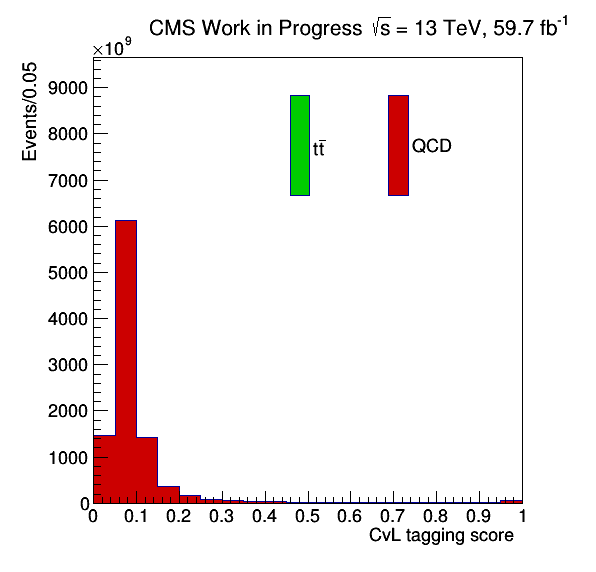 CMS Work in Progress √s = 13 TeV, 59.7 fb⁻¹
×10⁹
Events/0.05
9000
8000
7000
6000
5000
4000
3000
2000
1000
0
tt̅
QCD
0 0.1 0.2 0.3 0.4 0.5 0.6 0.7 0.8 0.9 1
CvL tagging score